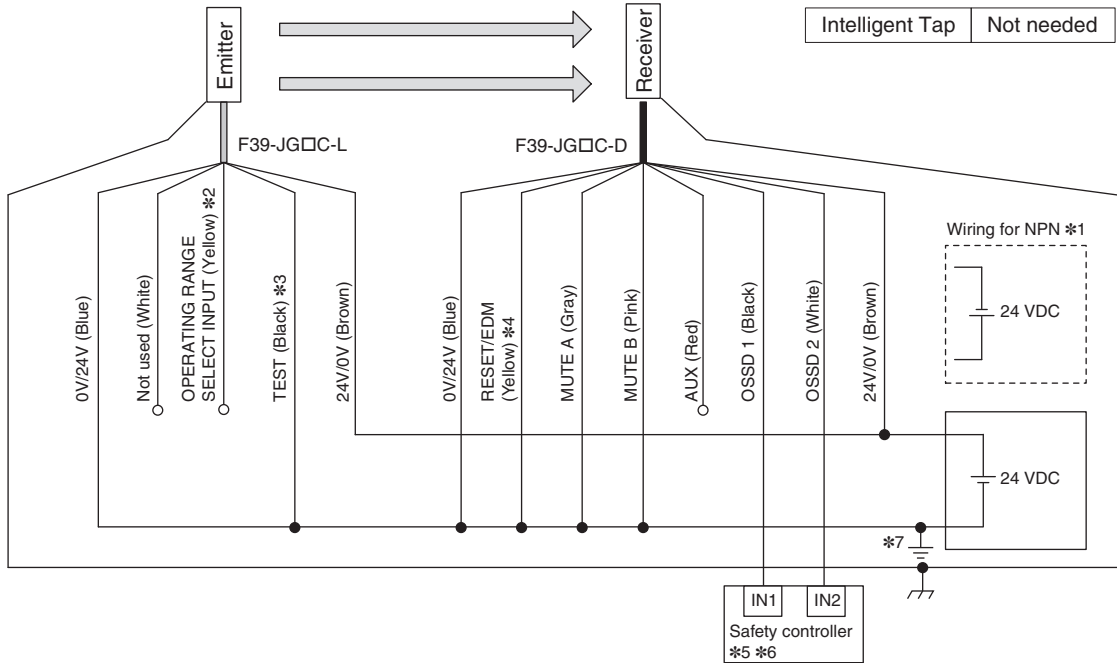 Intelligent Tap Not needed
Emitter
Receiver
F39-JG□C-L
F39-JG□C-D
0V/24V (Blue)
Not used (White)
OPERATING RANGE
SELECT INPUT (Yellow) *2
TEST (Black) *3
24V/0V (Brown)
0V/24V (Blue)
RESET/EDM
(Yellow) *4
MUTE A (Gray)
MUTE B (Pink)
AUX (Red)
OSSD 1 (Black)
OSSD 2 (White)
24V/0V (Brown)
Wiring for NPN *1
24 VDC
24 VDC
*7
IN1 IN2
Safety controller
*5 *6